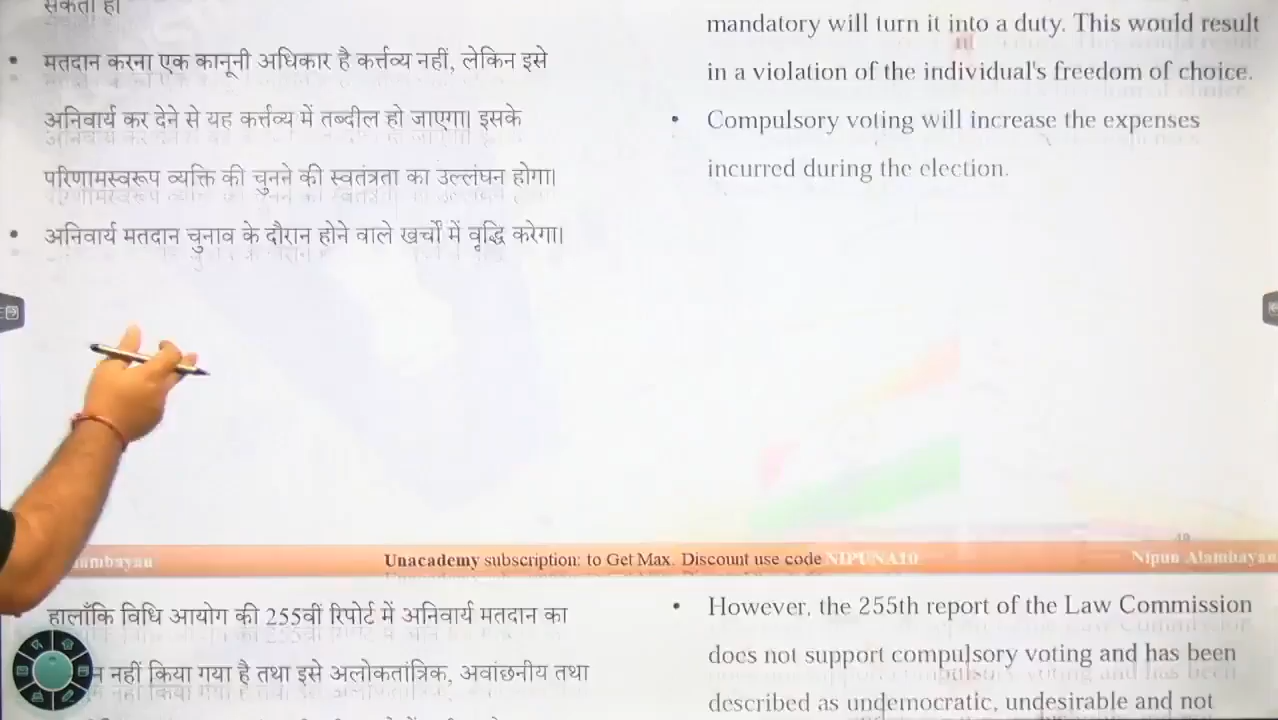 सकता है।
• मतदान करना एक कानूनी अधिकार है कर्त्तव्य नहीं, लेकिन इसे
अनिवार्य कर देने से यह कर्त्तव्य में तब्दील हो जाएगा। इसके
परिणामस्वरूप व्यक्ति की चुनने की स्वतंत्रता का उल्लंघन होगा।
• अनिवार्य मतदान चुनाव के दौरान होने वाले खर्चों में वृद्धि करेगा।
mandatory will turn it into a duty. This would result
in a violation of the individual's freedom of choice.
• Compulsory voting will increase the expenses
incurred during the election.
Unacademy subscription: to Get Max. Discount use code NIPUNA10
Nipun Alambayan
हालाँकि विधि आयोग की 255वीं रिपोर्ट में अनिवार्य मतदान का
नहीं किया गया है तथा इसे अलोकतांत्रिक, अवांछनीय तथा
• However, the 255th report of the Law Commission
does not support compulsory voting and has been
described as undemocratic, undesirable and not